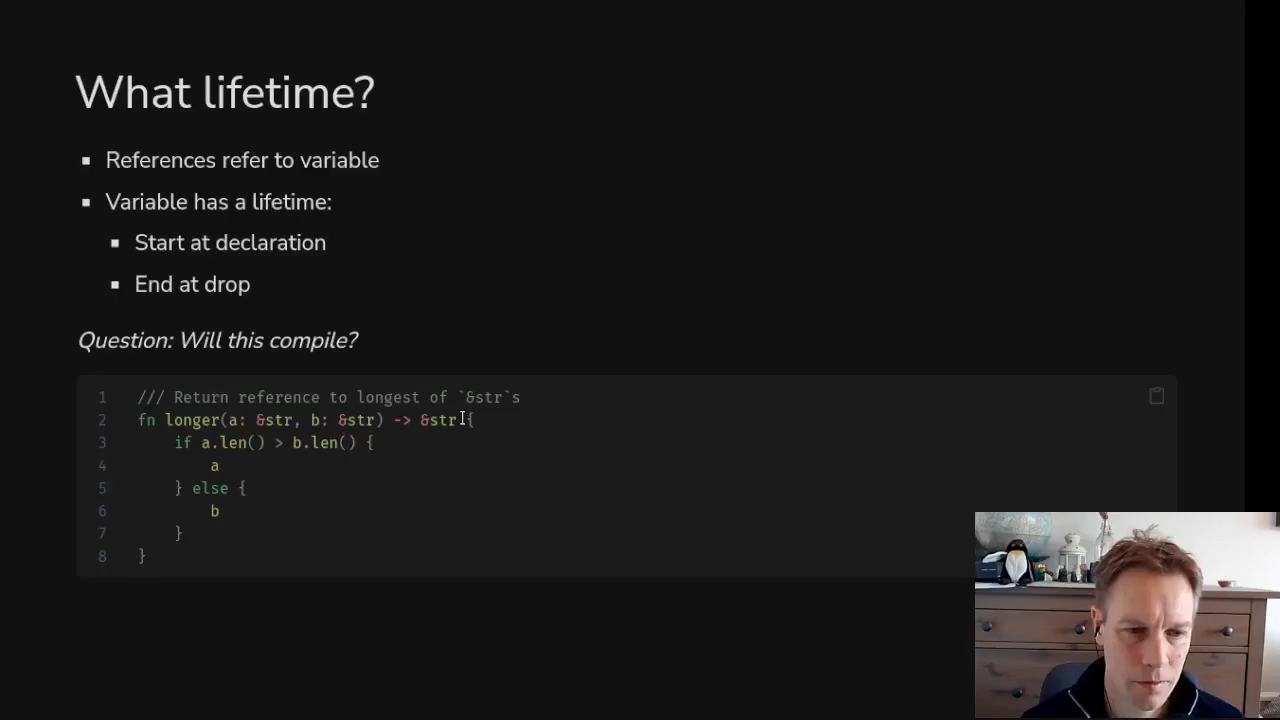 What lifetime?
▪ References refer to variable
▪ Variable has a lifetime:
▪ Start at declaration
▪ End at drop
Question: Will this compile?
1 /// Return reference to longest of `&str`s
2 fn longer(a: &str, b: &str) -> &str {
3     if a.len() > b.len() {
4         a
5     } else {
6         b
7     }
8 }